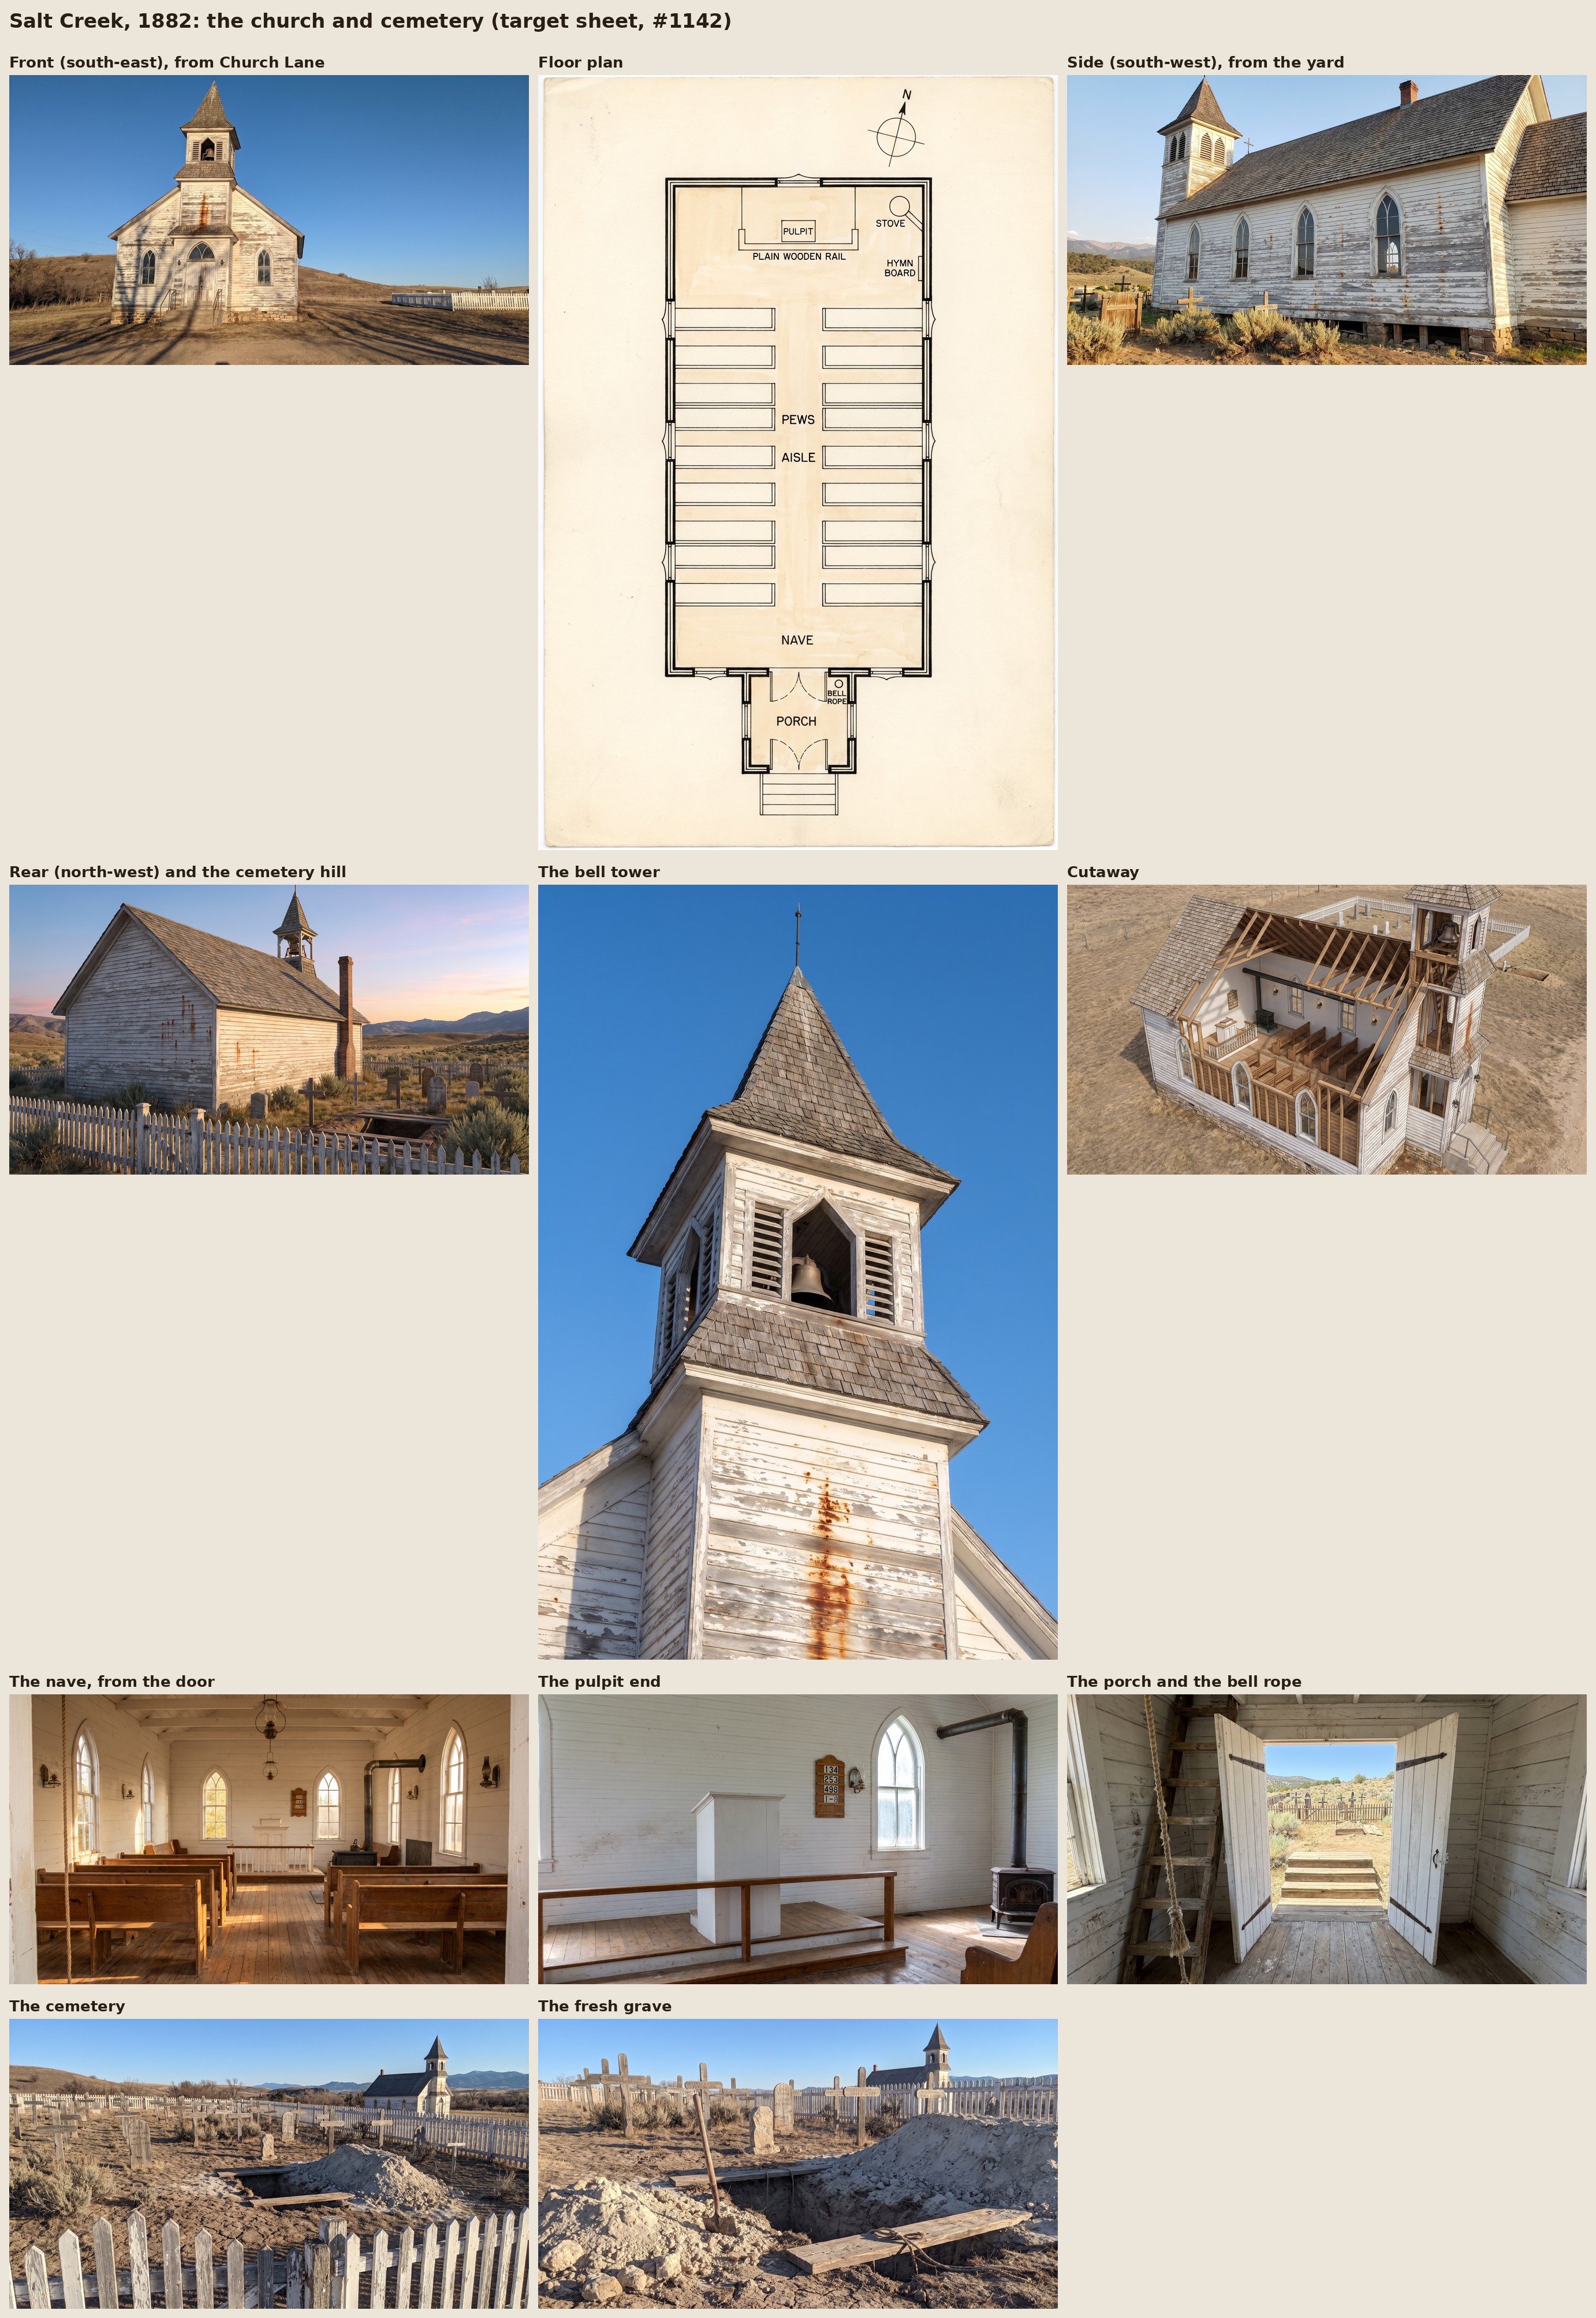 Salt Creek, 1882: the church and cemetery (target sheet, #1142)
Front (south-east), from Church Lane
Floor plan
Side (south-west), from the yard
N
PULPIT
STOVE
PLAIN WOODEN RAIL
HYMN
BOARD
PEWS
AISLE
NAVE
BELL
ROPE
PORCH
Rear (north-west) and the cemetery hill
The bell tower
Cutaway
The nave, from the door
The pulpit end
The porch and the bell rope
134
253
498
The cemetery
The fresh grave